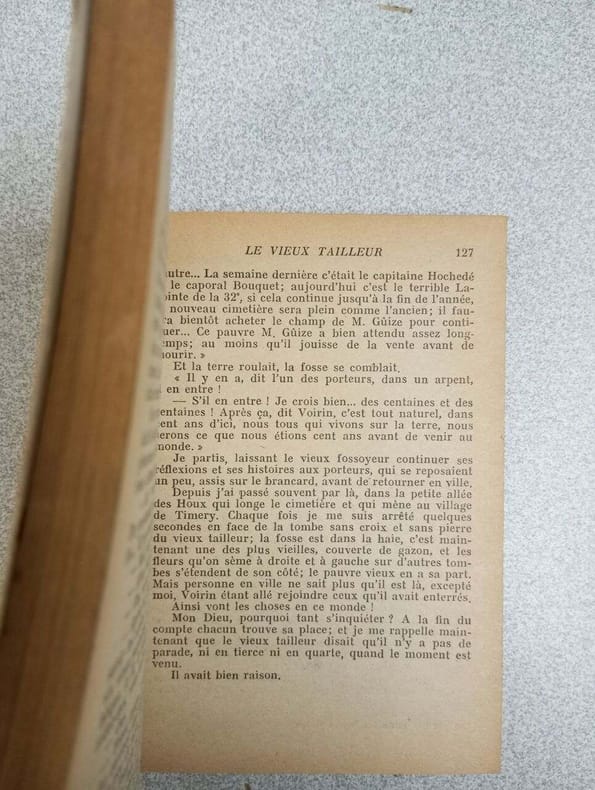 LE VIEUX TAILLEUR 127
utre... La semaine dernière c'était le capitaine Hochedé
le caporal Bouquet; aujourd'hui c'est le terrible La-
ointe de la 32e, si cela continue jusqu'à la fin de l'année,
nouveau cimetière sera plein comme l'ancien; il fau-
ra bientôt acheter le champ de M. Gûize pour conti-
uer... Ce pauvre M. Gûize a bien attendu assez long-
emps; au moins qu'il jouisse de la vente avant de
ourir. »
Et la terre roulait, la fosse se comblait.
« Il y en a, dit l'un des porteurs, dans un arpent,
en entre !
— S'il en entre ! Je crois bien... des centaines et des
entaines ! Après ça, dit Voirin, c'est tout naturel, dans
ent ans d'ici, nous tous qui vivons sur la terre, nous
erons ce que nous étions cent ans avant de venir au
monde. »
Je partis, laissant le vieux fossoyeur continuer ses
réflexions et ses histoires aux porteurs, qui se reposaient
un peu, assis sur le brancard, avant de retourner en ville.
Depuis j'ai passé souvent par là, dans la petite allée
des Houx qui longe le cimetière et qui mène au village
de Timery. Chaque fois je me suis arrêté quelques
secondes en face de la tombe sans croix et sans pierre
du vieux tailleur; la fosse est dans la haie, c'est main-
tenant une des plus vieilles, couverte de gazon, et les
fleurs qu'on sème à droite et à gauche sur d'autres tom-
bes s'étendent de son côté; le pauvre vieux en a sa part.
Mais personne en ville ne sait plus qu'il est là, excepté
moi, Voirin étant allé rejoindre ceux qu'il avait enterrés.
Ainsi vont les choses en ce monde !
Mon Dieu, pourquoi tant s'inquiéter ? A la fin du
compte chacun trouve sa place; et je me rappelle main-
tenant que le vieux tailleur disait qu'il n'y a pas de
parade, ni en tierce ni en quarte, quand le moment est
venu.
Il avait bien raison.